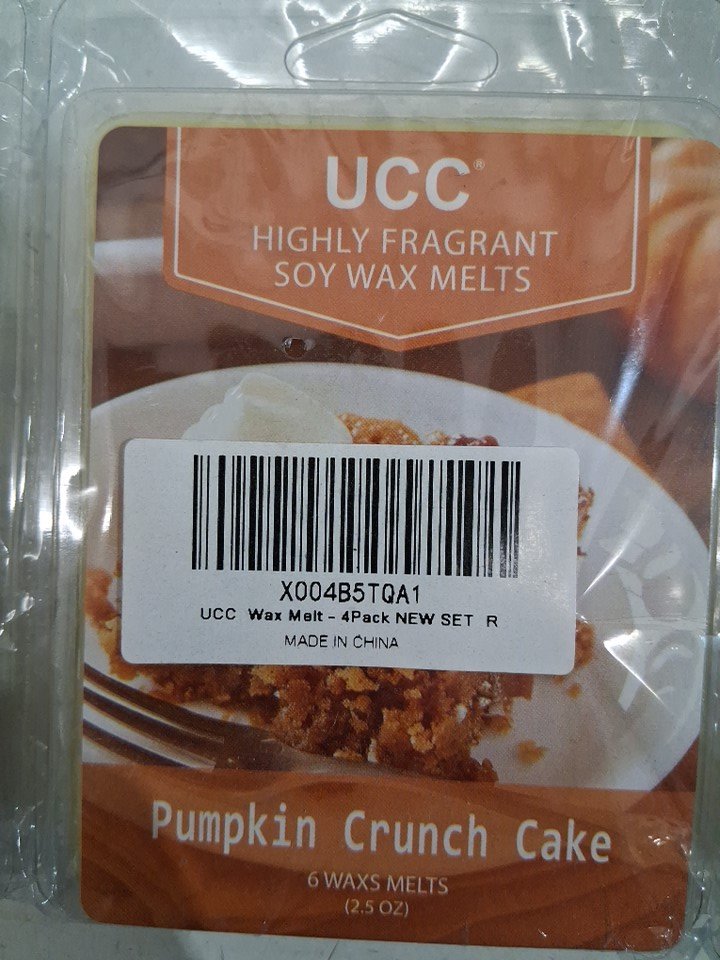 UCC®
HIGHLY FRAGRANT
SOY WAX MELTS
X004B5TQA1
UCC Wax Melt - 4Pack NEW SET R
MADE IN CHINA
Pumpkin Crunch Cake
6 WAXS MELTS
(2.5 OZ)